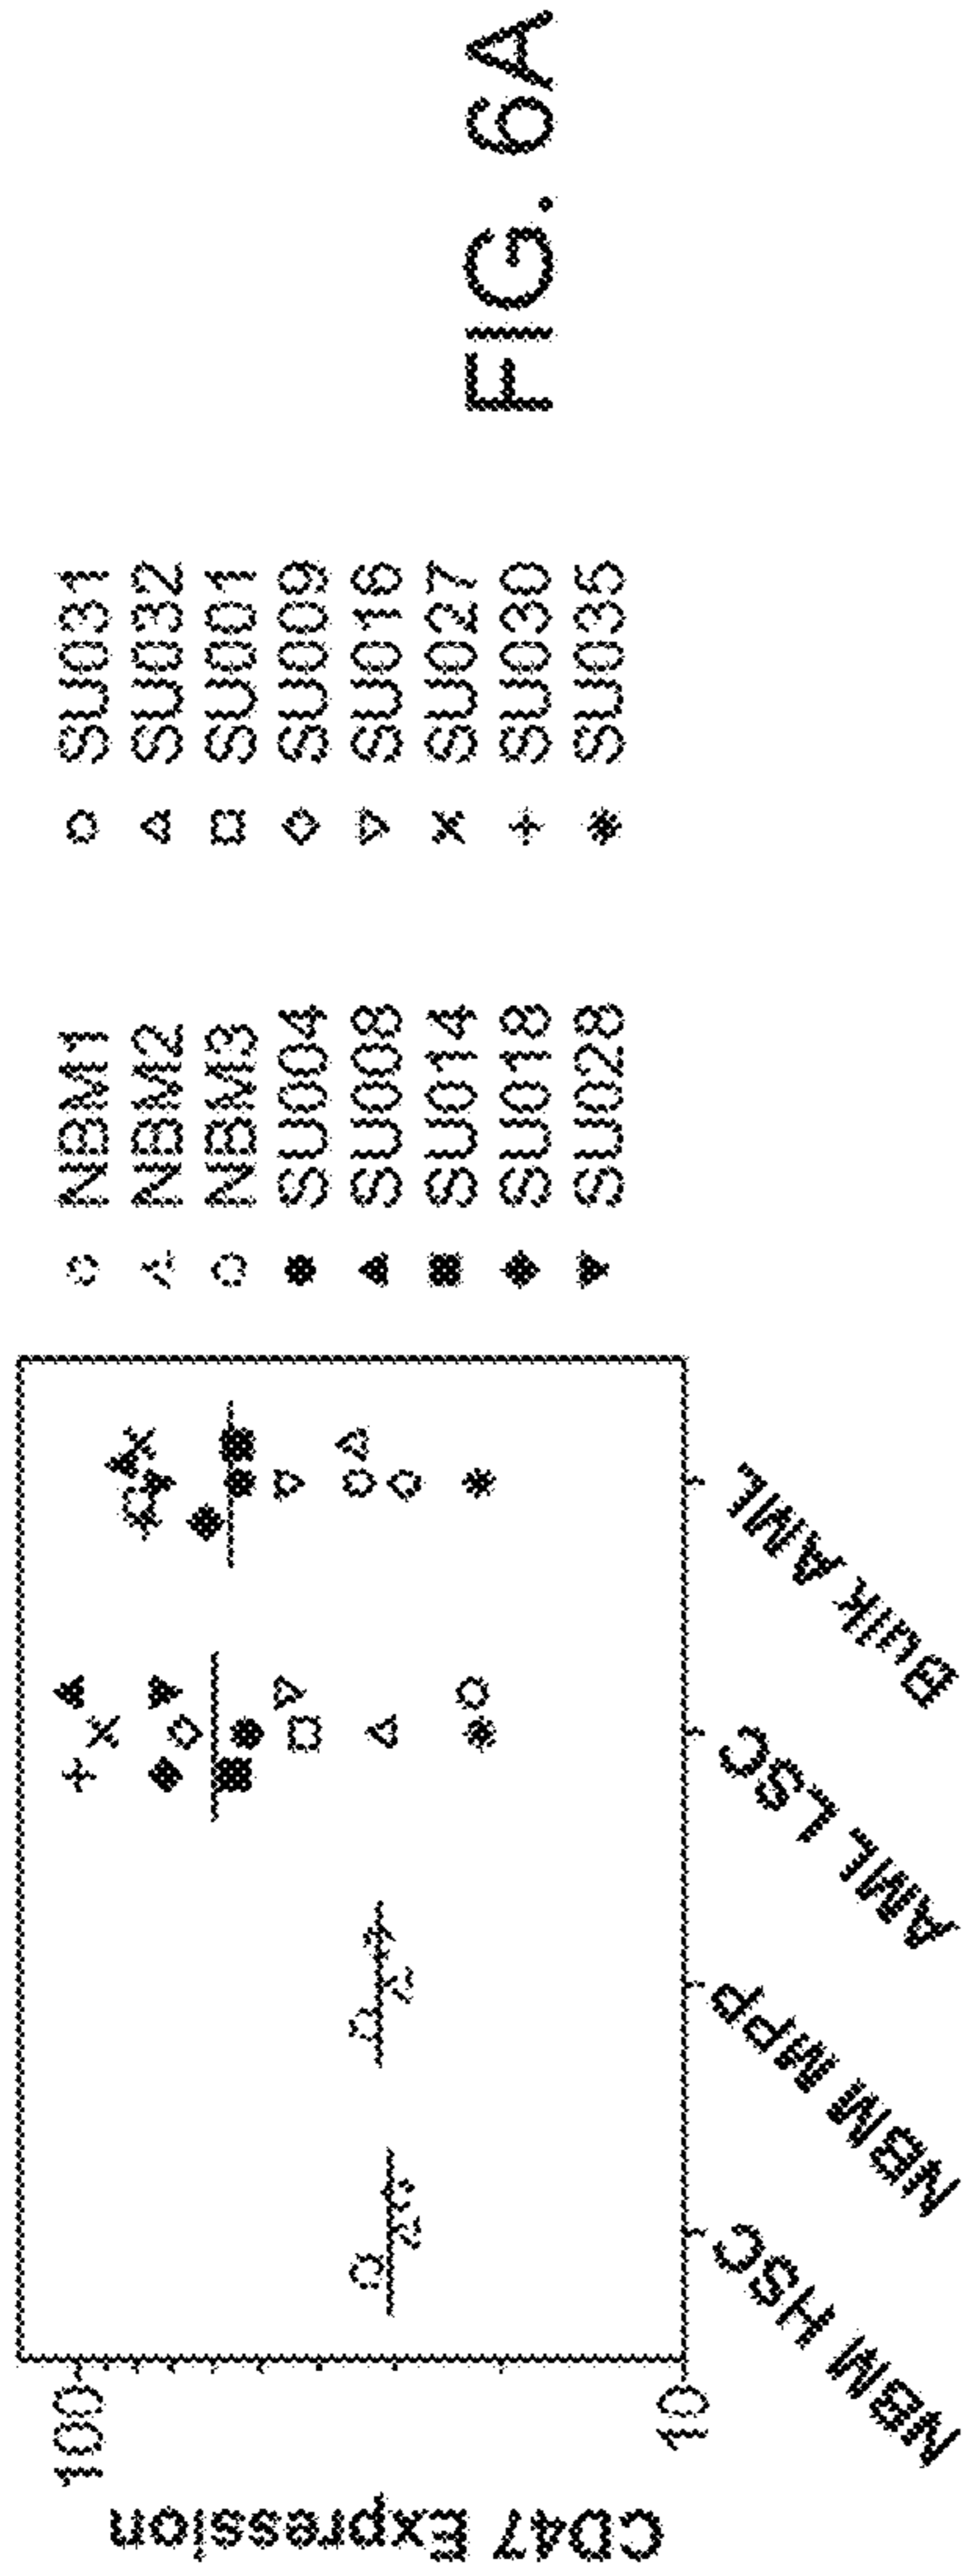 CD47 Expression
100
10
NBM HSC
NBM MPP
AML LSC
Bulk AML
NBM1
NBM2
NBM3
SU004
SU008
SU014
SU018
SU028
SU031
SU032
SU001
SU009
SU016
SU027
SU030
SU035
FIG. 6A